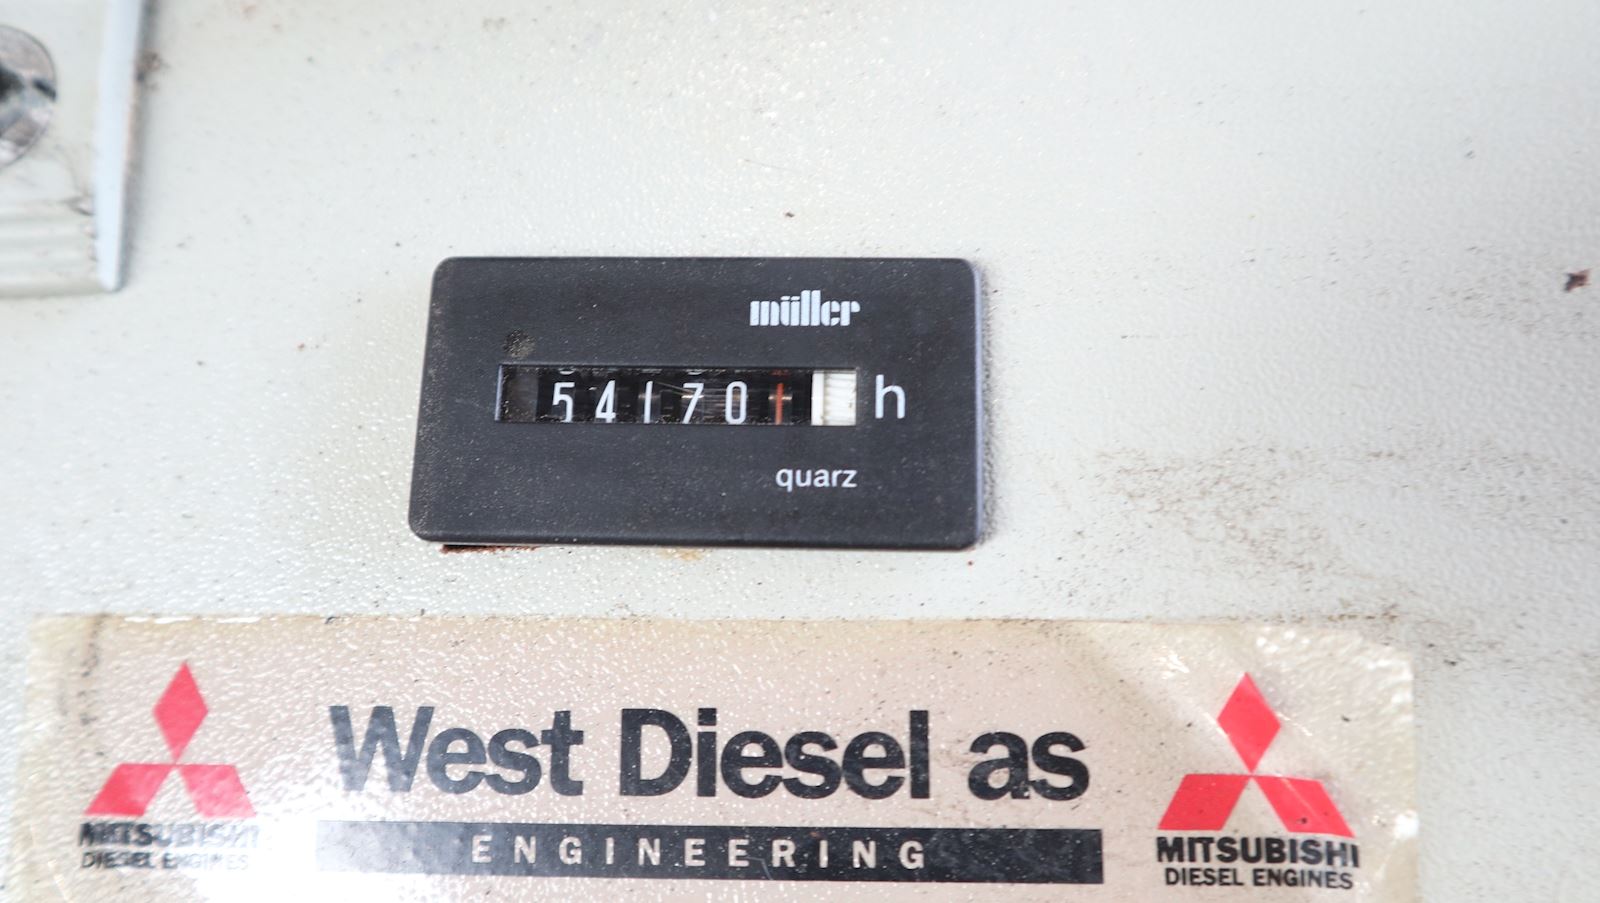 müller
541701 h
quarz
West Diesel as
ENGINEERING
MITSUBISHI
DIESEL ENGINES
MITSUBISHI
DIESEL ENGINES